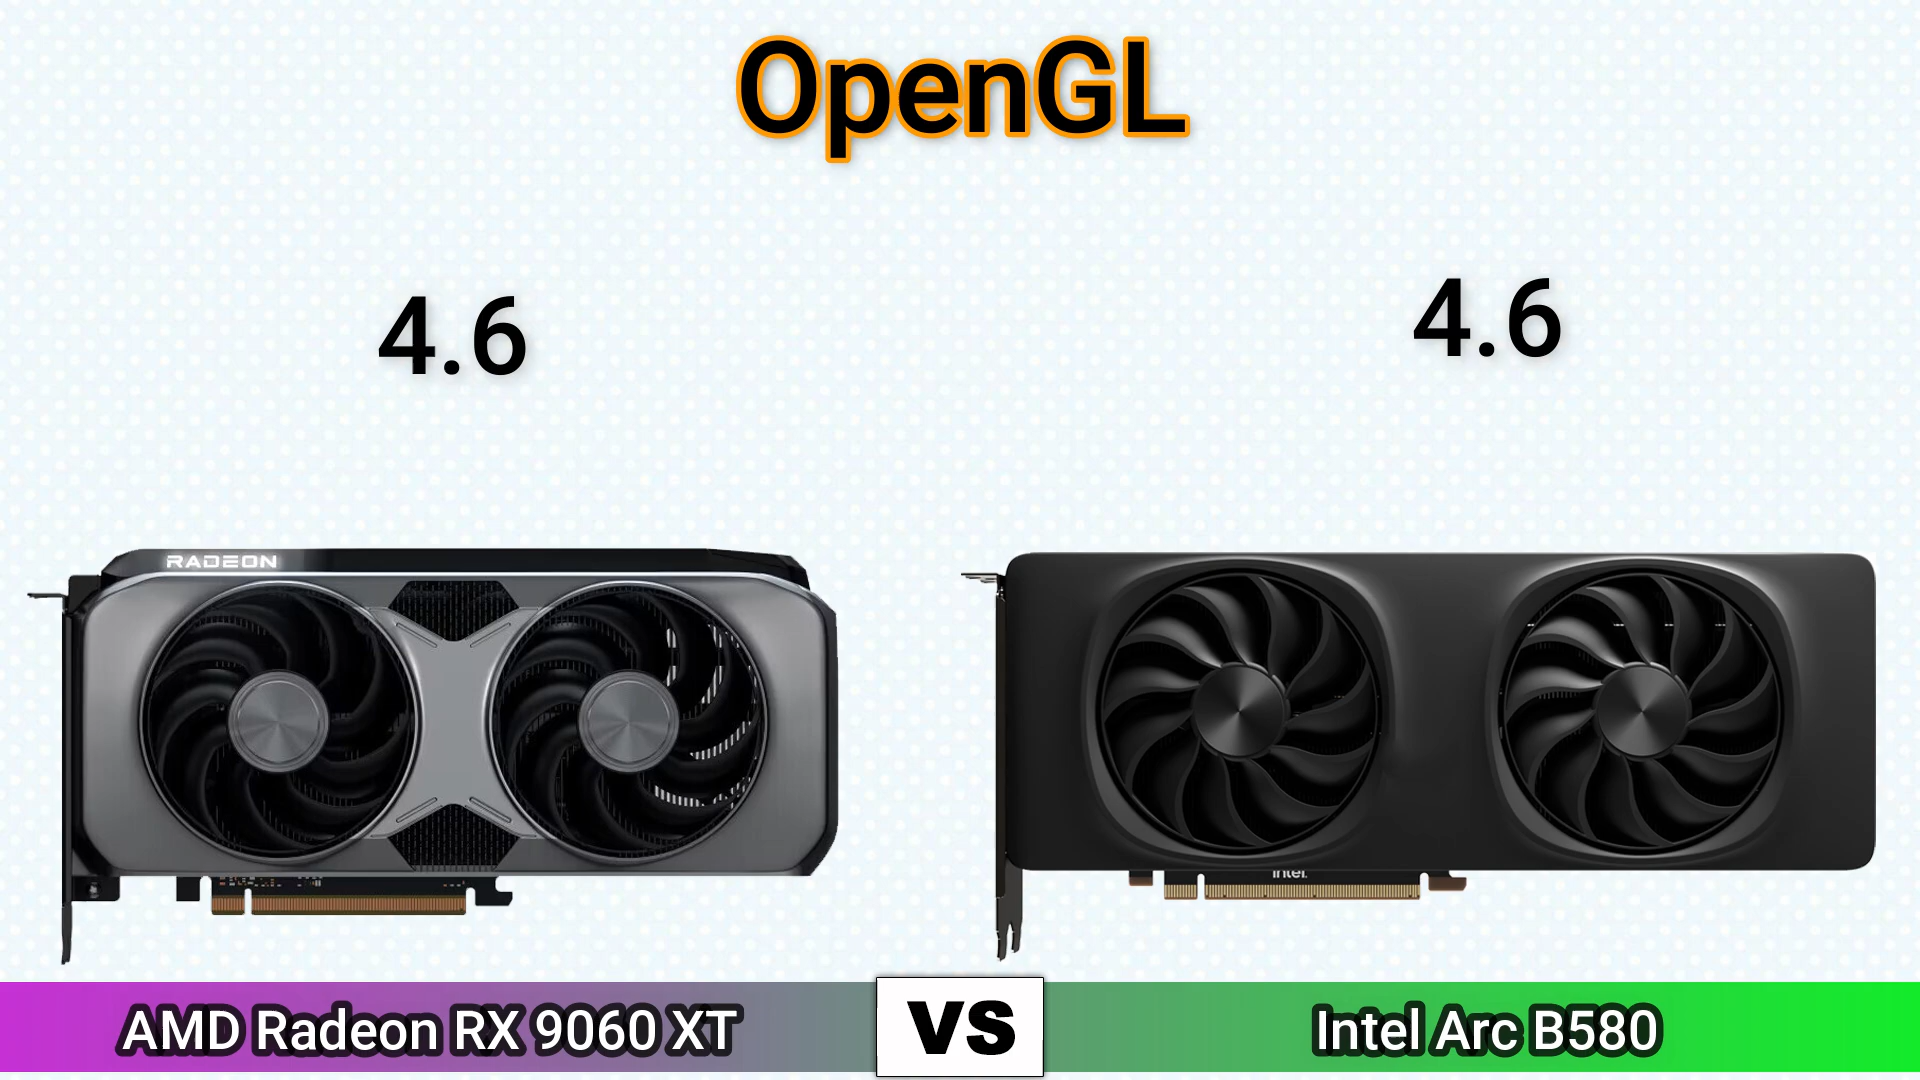 OpenGL
4.6
4.6
RADEON
intel.
AMD Radeon RX 9060 XT
VS
Intel Arc B580